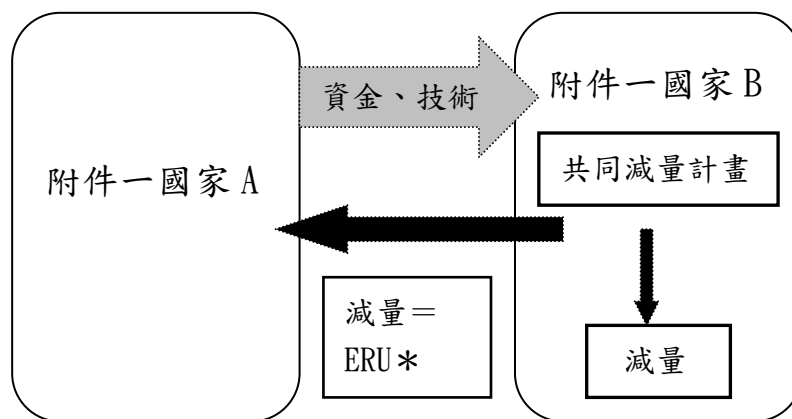 資金、技術
附件一國家 B
共同減量計畫
附件一國家 A
減量＝
ERU＊
減量